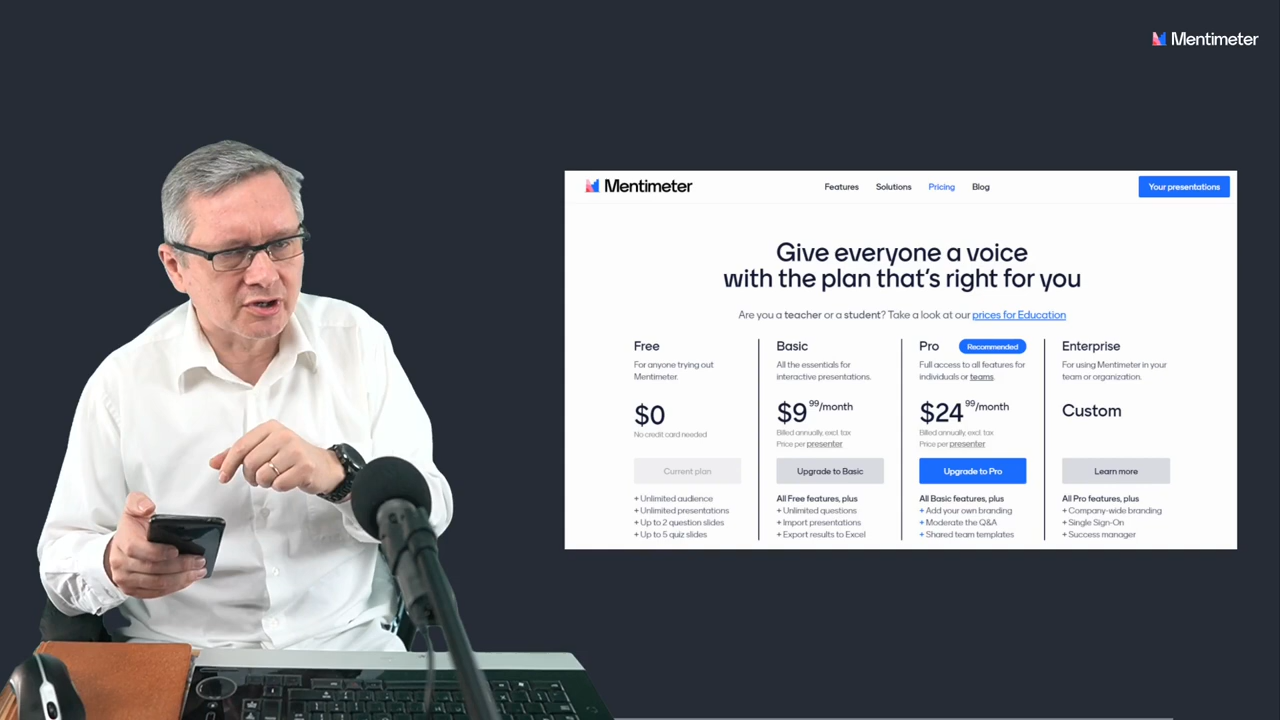 Mentimeter
Mentimeter
Features Solutions Pricing Blog
Your presentations
Give everyone a voice
with the plan that's right for you
Are you a teacher or a student? Take a look at our prices for Education
Free
For anyone trying out
Mentimeter.
$0
No credit card needed
Current plan
+ Unlimited audience
+ Unlimited presentations
+ Up to 2 question slides
+ Up to 5 quiz slides
Basic
All the essentials for
interactive presentations.
$9 99/month
Billed annually, excl. tax
Price per presenter
Upgrade to Basic
All Free features, plus
+ Unlimited questions
+ Import presentations
+ Export results to Excel
Pro Recommended
Full access to all features for
individuals or teams.
$24 99/month
Billed annually, excl. tax
Price per presenter
Upgrade to Pro
All Basic features, plus
+ Add your own branding
+ Moderate the Q&A
+ Shared team templates
Enterprise
For using Mentimeter in your
team or organization.
Custom
Learn more
All Pro features, plus
+ Company-wide branding
+ Single Sign-On
+ Success manager